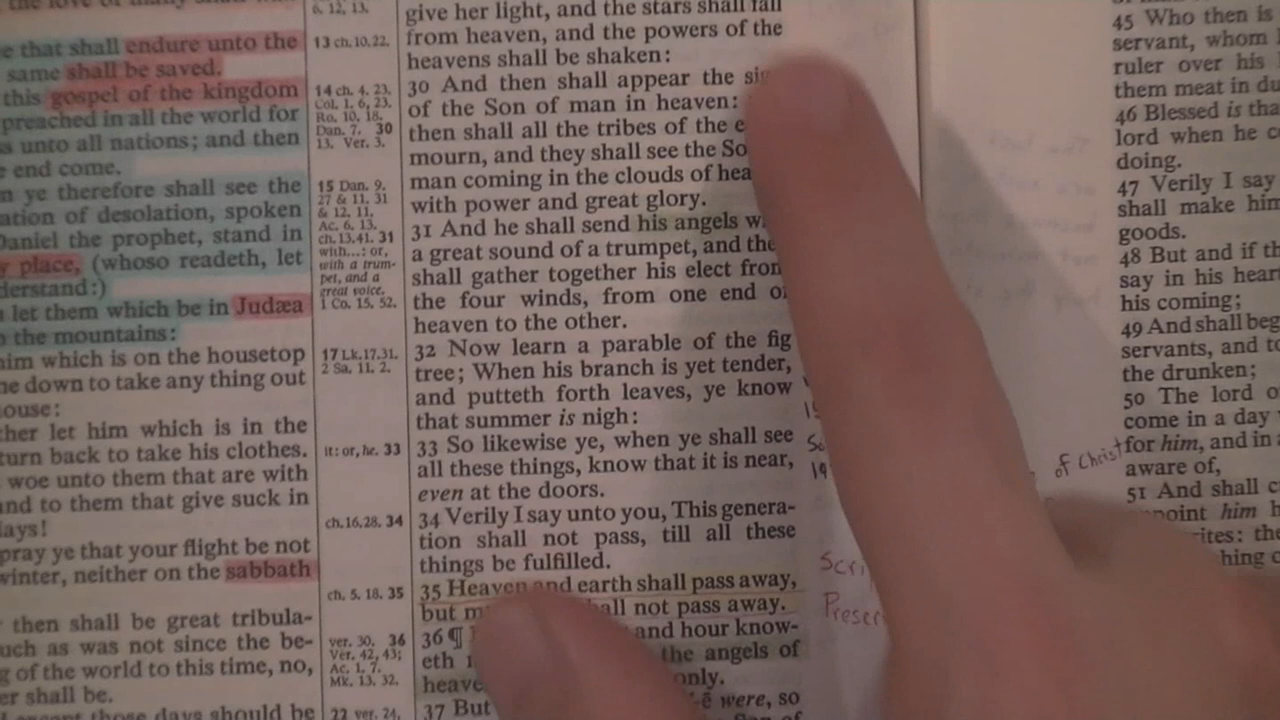 e that shall endure unto the
same shall be saved.
this gospel of the kingdom
preached in all the world for
s unto all nations; and then
end come.
n ye therefore shall see the
ation of desolation, spoken
Daniel the prophet, stand in
y place, (whoso readeth, let
derstand:)
let them which be in Judæa
o the mountains:
him which is on the housetop
ne down to take any thing out
ouse:
ther let him which is in the
turn back to take his clothes.
woe unto them that are with
and to them that give suck in
lays!
pray ye that your flight be not
winter, neither on the sabbath
then shall be great tribula-
uch as was not since the be-
g of the world to this time, no,
er shall be.
those days should be
6, 12, 13.
13 ch. 10. 22.
14 ch. 4. 23.
Col. 1. 6, 23.
Ro. 10. 18.
Dan. 7. 30
13. Ver. 3.
15 Dan. 9.
27 & 11. 31
& 12. 11.
Ac. 6. 13.
ch. 13. 41. 31
with...: or,
with a trum-
pet, and a
great voice.
1 Co. 15. 52.
17 Lk. 17. 31.
2 Sa. 11. 2.
it: or, he. 33
ch. 16. 28. 34
ch. 5. 18. 35
ver. 30. 36
Ver. 42, 43;
Ac. 1. 7.
Mk. 13. 32.
22 ver. 24.
give her light, and the stars shall fall
from heaven, and the powers of the
heavens shall be shaken:
30 And then shall appear the sig
of the Son of man in heaven:
then shall all the tribes of the e
mourn, and they shall see the So
man coming in the clouds of hea
with power and great glory.
31 And he shall send his angels w
a great sound of a trumpet, and the
shall gather together his elect from
the four winds, from one end o
heaven to the other.
32 Now learn a parable of the fig
tree; When his branch is yet tender,
and putteth forth leaves, ye know
that summer is nigh:
33 So likewise ye, when ye shall see
all these things, know that it is near,
even at the doors.
34 Verily I say unto you, This genera-
tion shall not pass, till all these
things be fulfilled.
35 Heaven and earth shall pass away,
but m hall not pass away.
36 ¶ and hour know-
eth the angels of
heave only.
37 But ē were, so
of Christ
45 Who then is
servant, whom
ruler over his
them meat in du
46 Blessed is tha
lord when he c
doing.
47 Verily I say
shall make him
goods.
48 But and if th
say in his hear
his coming;
49 And shall beg
servants, and to
the drunken;
50 The lord o
come in a day
for him, and in
aware of,
51 And shall c
point him h
rites: the
hing o